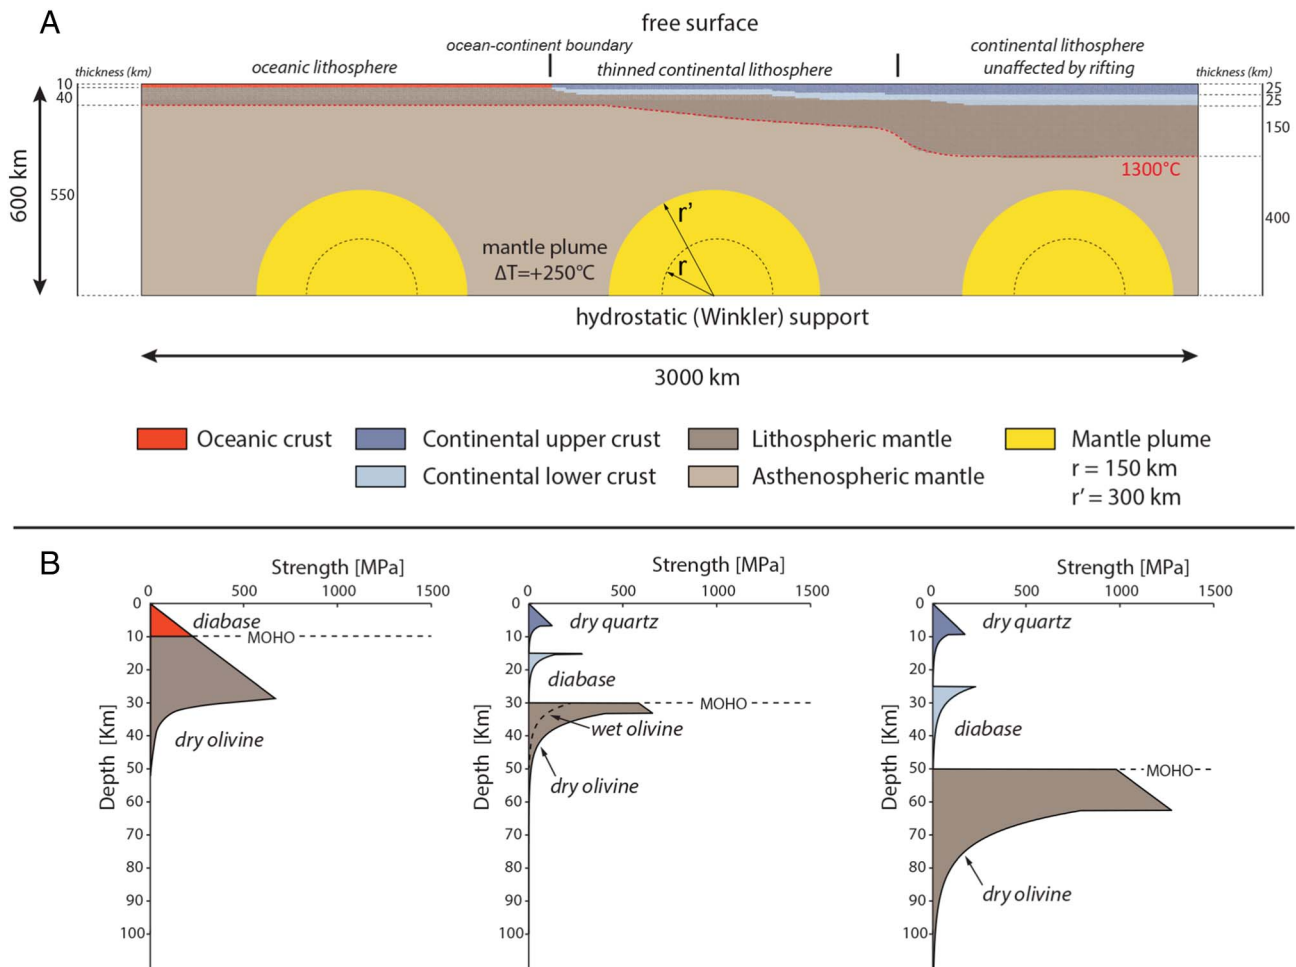 A
free surface
ocean-continent boundary
continental lithosphere
unaffected by rifting
thickness (km)
oceanic lithosphere
thinned continental lithosphere
thickness (km)
10
40
550
600 km
25
25
150
400
1300°C
mantle plume
ΔT=+250°C
r'
r
hydrostatic (Winkler) support
3000 km
Oceanic crust
Continental upper crust
Continental lower crust
Lithospheric mantle
Asthenospheric mantle
Mantle plume
r = 150 km
r' = 300 km
B
Strength [MPa]
0 500 1000 1500
Depth [Km]
0
10
20
30
40
50
60
70
80
90
100
diabase
MOHO
dry olivine
Strength [MPa]
0 500 1000 1500
Depth [Km]
0
10
20
30
40
50
60
70
80
90
100
dry quartz
diabase
MOHO
wet olivine
dry olivine
Strength [MPa]
0 500 1000 1500
Depth [Km]
0
10
20
30
40
50
60
70
80
90
100
dry quartz
diabase
MOHO
dry olivine